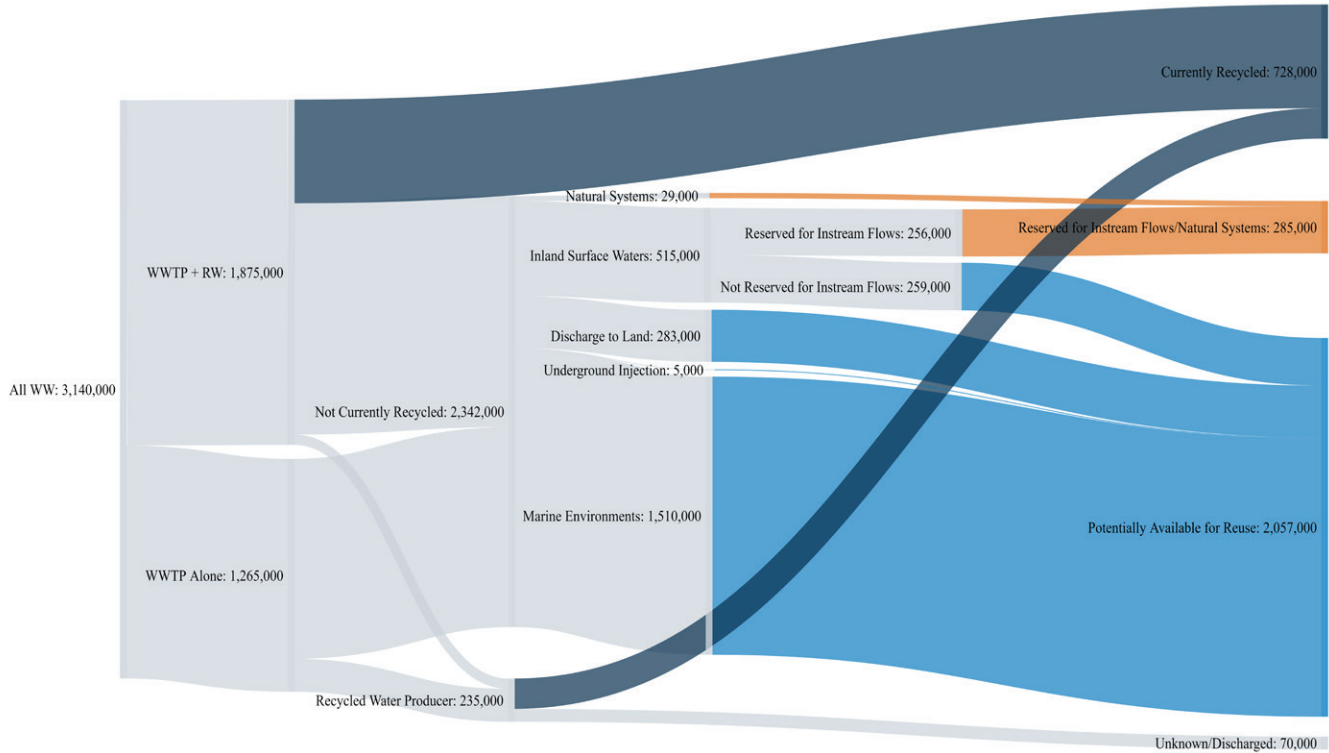 Currently Recycled: 728,000
Natural Systems: 29,000
Reserved for Instream Flows/Natural Systems: 285,000
Reserved for Instream Flows: 256,000
Inland Surface Waters: 515,000
WWTP + RW: 1,875,000
Not Reserved for Instream Flows: 259,000
Discharge to Land: 283,000
Underground Injection: 5,000
All WW: 3,140,000
Not Currently Recycled: 2,342,000
Marine Environments: 1,510,000
Potentially Available for Reuse: 2,057,000
WWTP Alone: 1,265,000
Recycled Water Producer: 235,000
Unknown/Discharged: 70,000